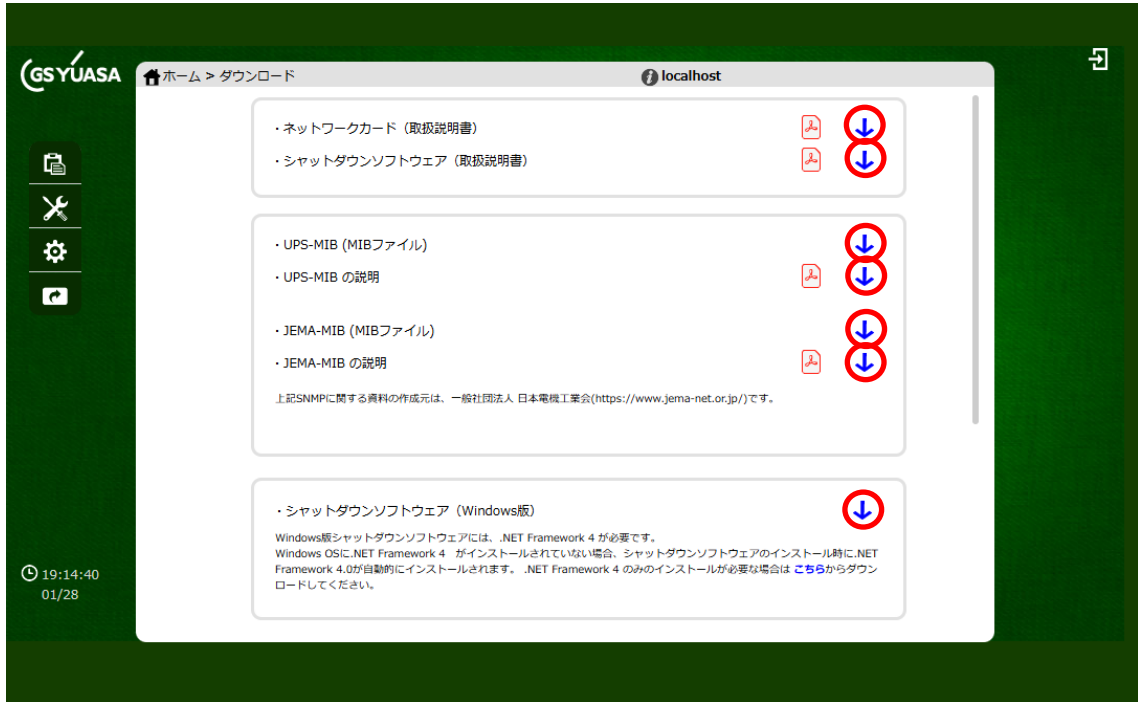 GS YUASA
ホーム > ダウンロード
localhost
・ネットワークカード（取扱説明書）
・シャットダウンソフトウェア（取扱説明書）
・UPS-MIB (MIBファイル)
・UPS-MIB の説明
・JEMA-MIB (MIBファイル)
・JEMA-MIB の説明
上記SNMPに関する資料の作成元は、一般社団法人 日本電機工業会(https://www.jema-net.or.jp/)です。
・シャットダウンソフトウェア（Windows版）
Windows版シャットダウンソフトウェアには、.NET Framework 4 が必要です。
Windows OSに.NET Framework 4　がインストールされていない場合、シャットダウンソフトウェアのインストール時に.NET
Framework 4.0が自動的にインストールされます。 .NET Framework 4 のみのインストールが必要な場合は こちらからダウン
ロードしてください。
19:14:40
01/28